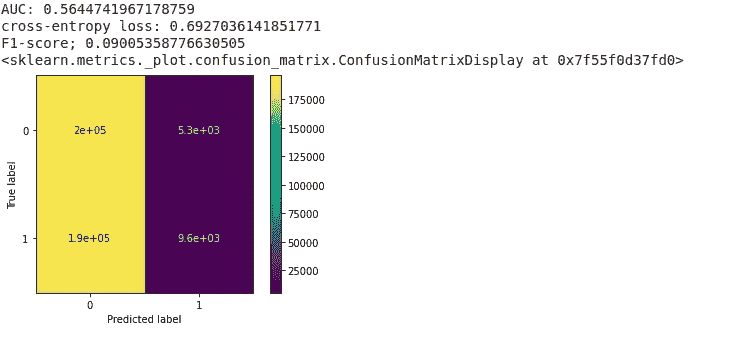 AUC: 0.5644741967178759
cross-entropy loss: 0.6927036141851771
F1-score; 0.09005358776630505
<sklearn.metrics._plot.confusion_matrix.ConfusionMatrixDisplay at 0x7f55f0d37fd0>
175000
0 2e+05 5.3e+03 150000
125000
True label
100000
75000
1 1.9e+05 9.6e+03 50000
25000
0 1
Predicted label